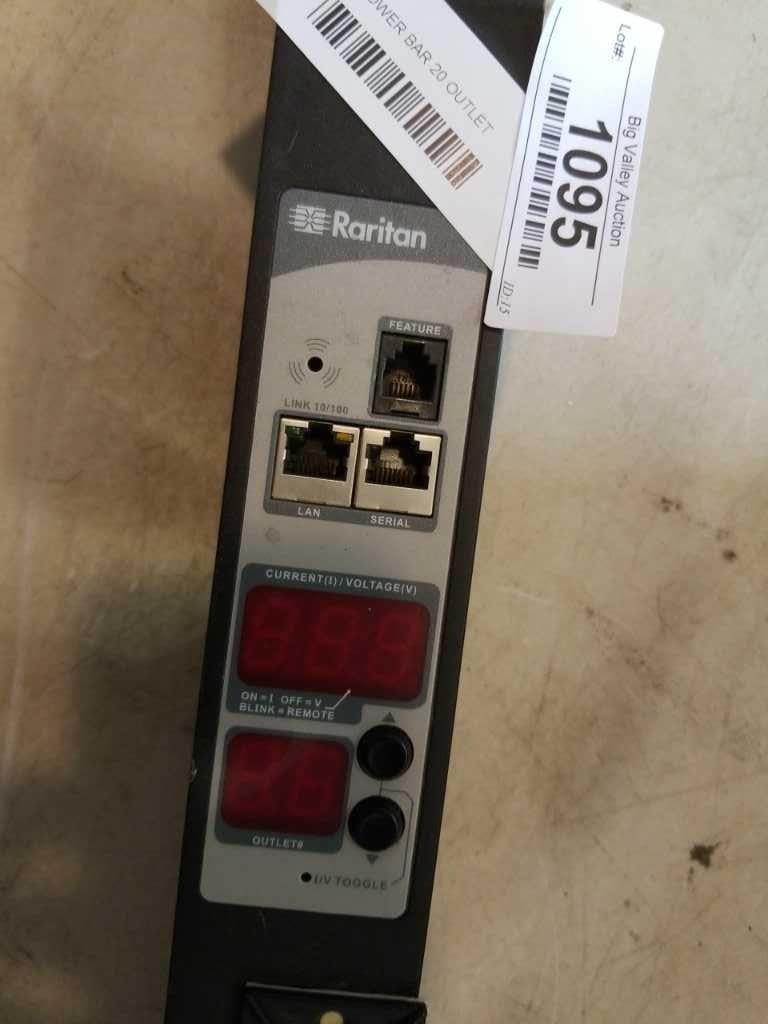 OWER BAR 20 OUTLET
Lot#:
Big Valley Auction
1095
ID:15
Raritan
FEATURE
LINK 10/100
LAN
SERIAL
CURRENT(I) / VOLTAGE(V)
ON = I OFF = V
BLINK = REMOTE
OUTLET#
I/V TOGGLE